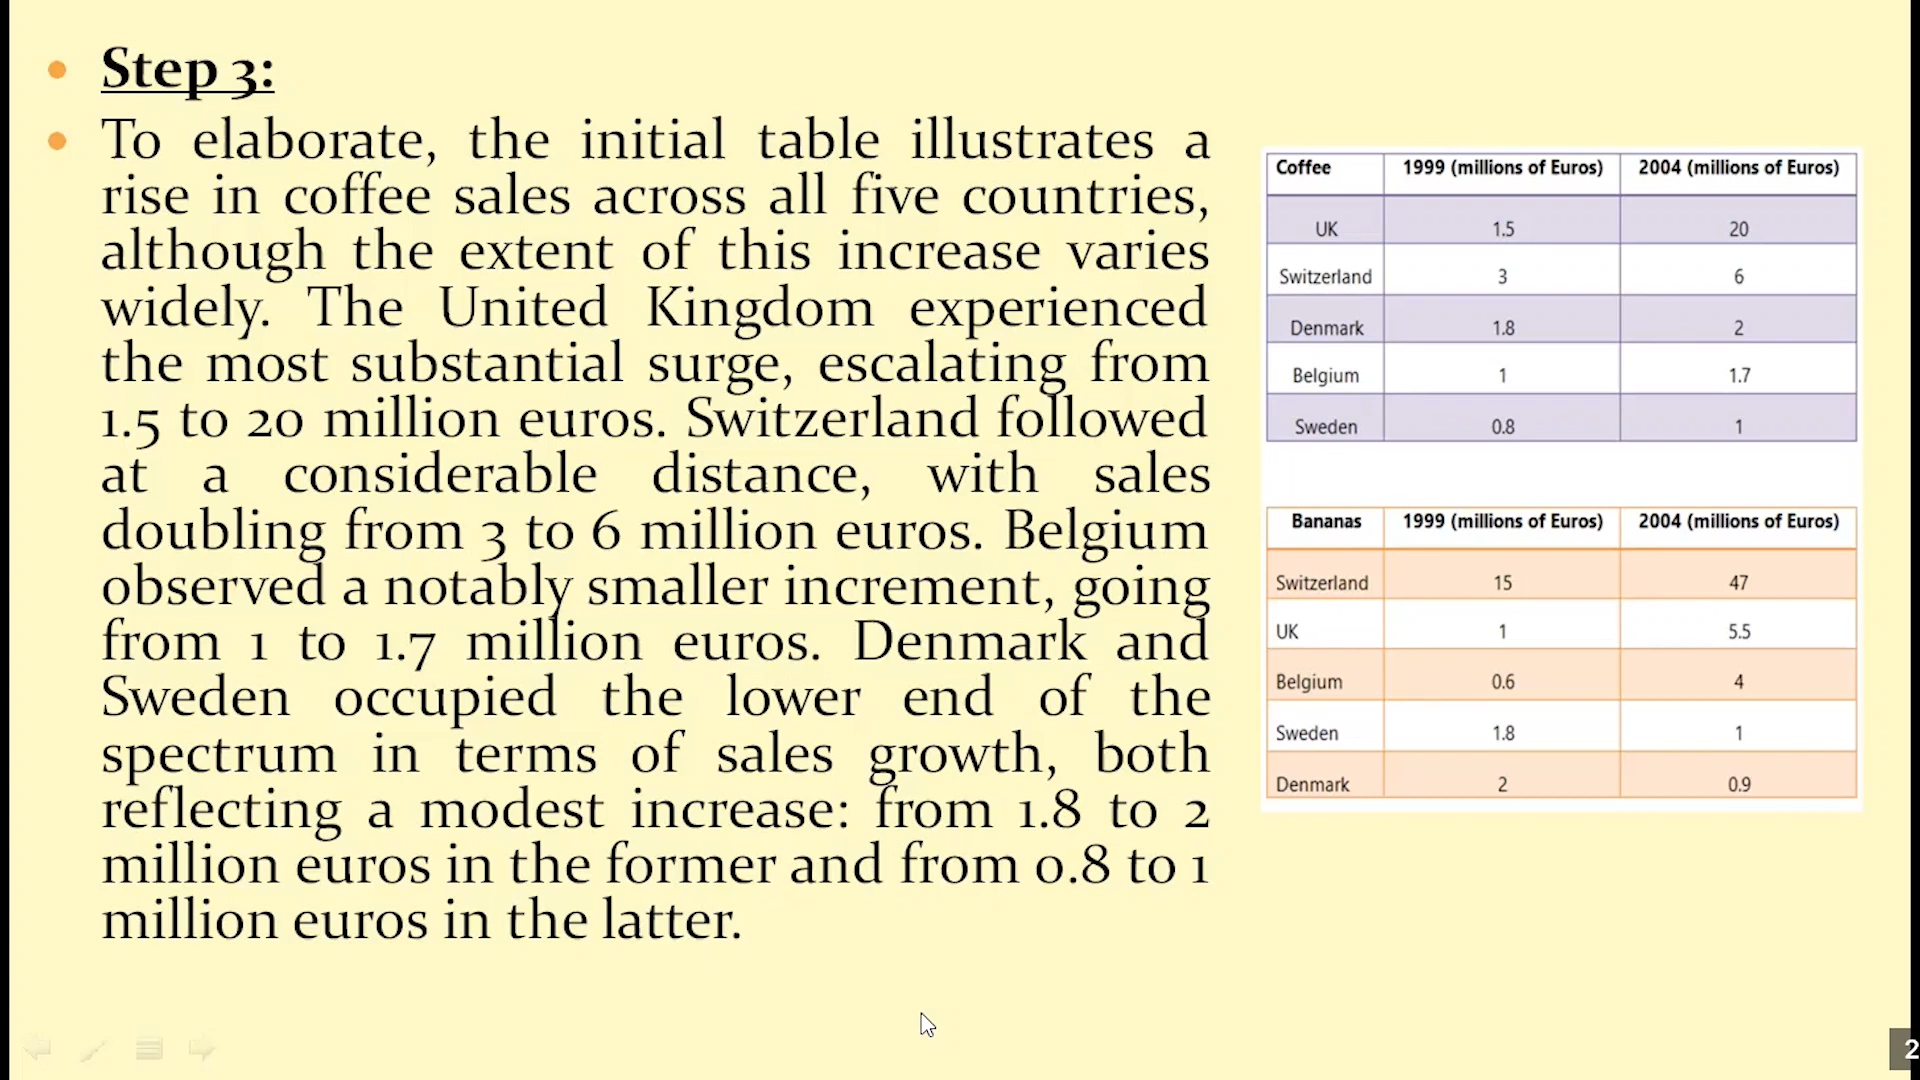 Step 3:
To elaborate, the initial table illustrates a
rise in coffee sales across all five countries,
although the extent of this increase varies
widely. The United Kingdom experienced
the most substantial surge, escalating from
1.5 to 20 million euros. Switzerland followed
at a considerable distance, with sales
doubling from 3 to 6 million euros. Belgium
observed a notably smaller increment, going
from 1 to 1.7 million euros. Denmark and
Sweden occupied the lower end of the
spectrum in terms of sales growth, both
reflecting a modest increase: from 1.8 to 2
million euros in the former and from 0.8 to 1
million euros in the latter.
Coffee 1999 (millions of Euros) 2004 (millions of Euros)
UK 1.5 20
Switzerland 3 6
Denmark 1.8 2
Belgium 1 1.7
Sweden 0.8 1
Bananas 1999 (millions of Euros) 2004 (millions of Euros)
Switzerland 15 47
UK 1 5.5
Belgium 0.6 4
Sweden 1.8 1
Denmark 2 0.9
2